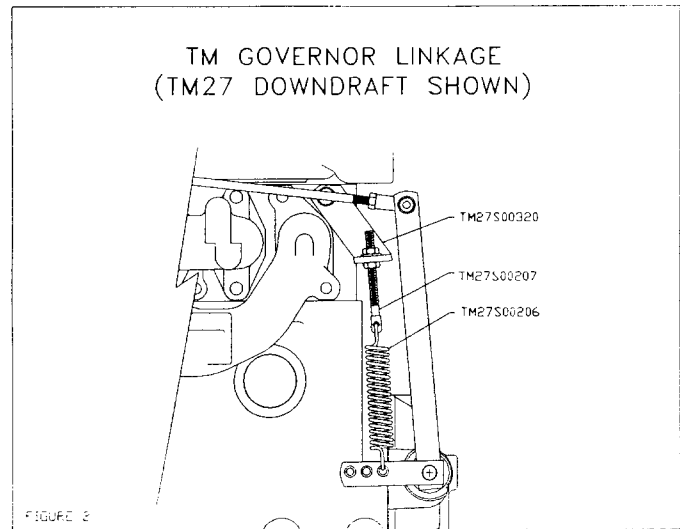 TM GOVERNOR LINKAGE
(TM27 DOWNDRAFT SHOWN)
TM27S00320
TM27S00207
TM27S00206
FIGURE 2